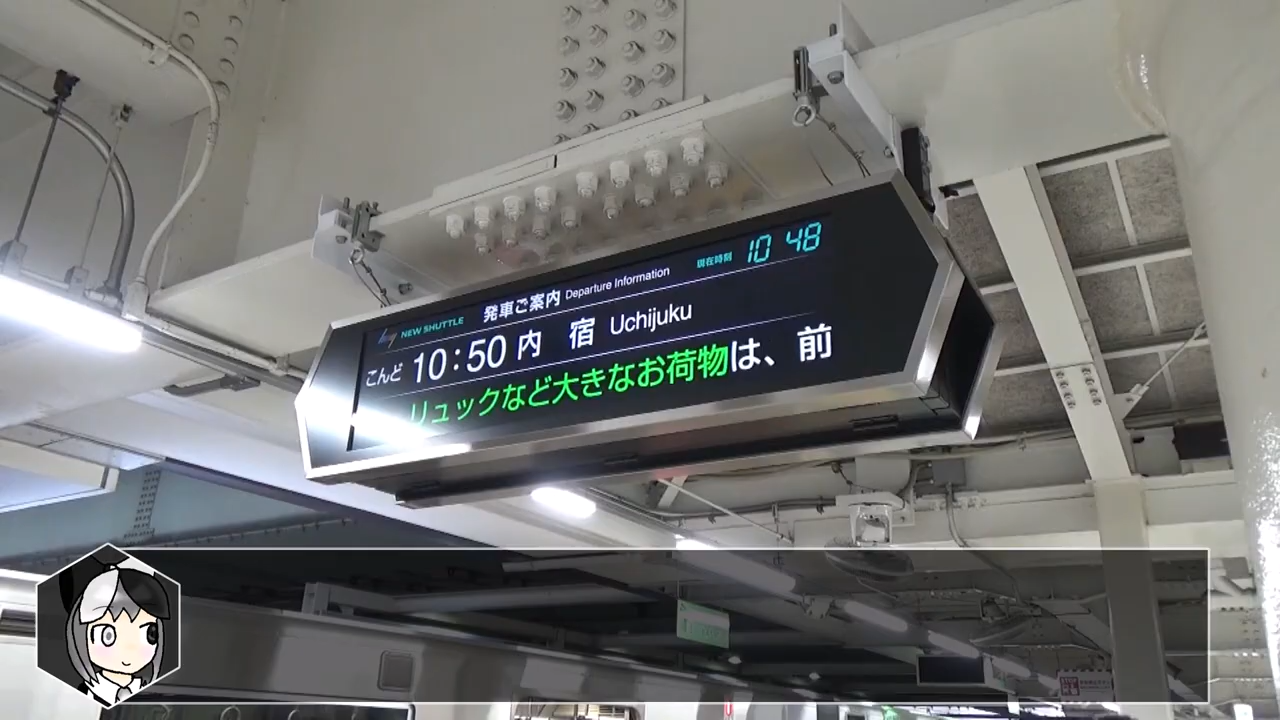 NEW SHUTTLE 発車ご案内 Departure Information 現在時刻 10 48
こんど 10:50 内 宿 Uchijuku
リュックなど大きなお荷物は、前